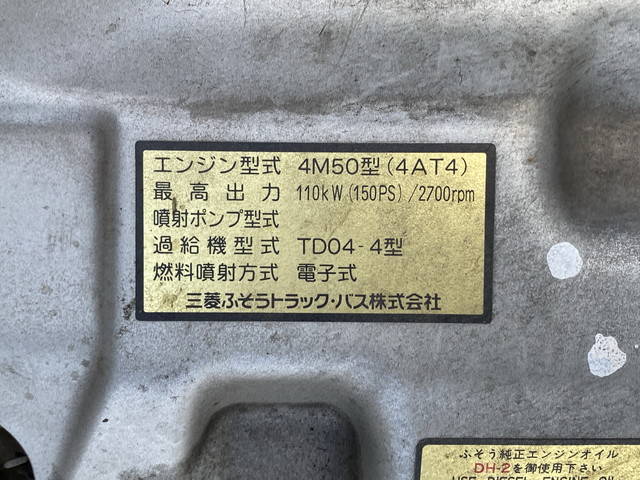 エンジン型式 4M50型(4AT4)
最高出力 110kW(150PS)/2700rpm
噴射ポンプ型式
過給機型式 TD04-4型
燃料噴射方式 電子式
三菱ふそうトラック・バス株式会社
ふそう純正エンジンオイル
DH-2を御使用下さい
USE DIESEL ENGINE OIL